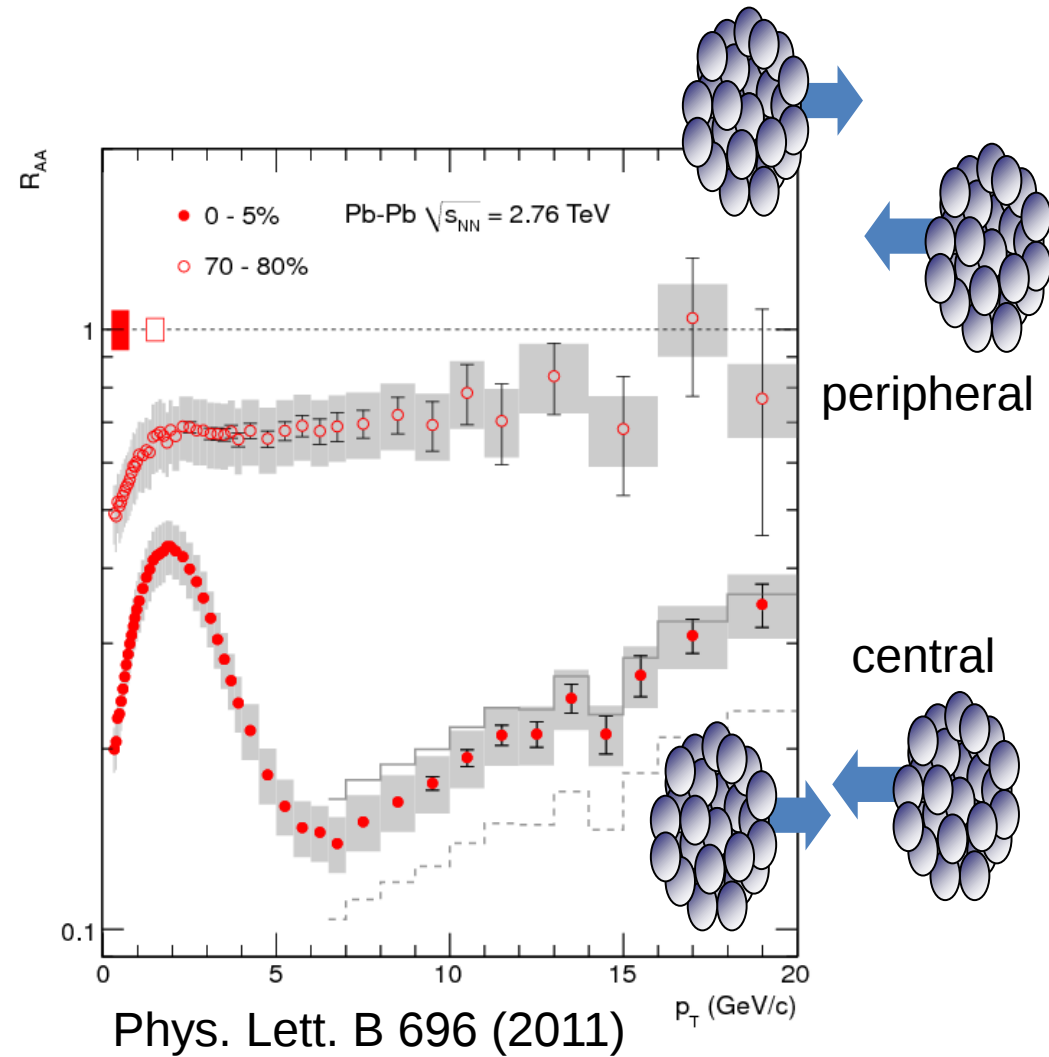 R_AA
0 - 5% Pb-Pb √s_NN = 2.76 TeV
70 - 80%
1
peripheral
central
0.1
0 5 10 15 20
p_T (GeV/c)
Phys. Lett. B 696 (2011)